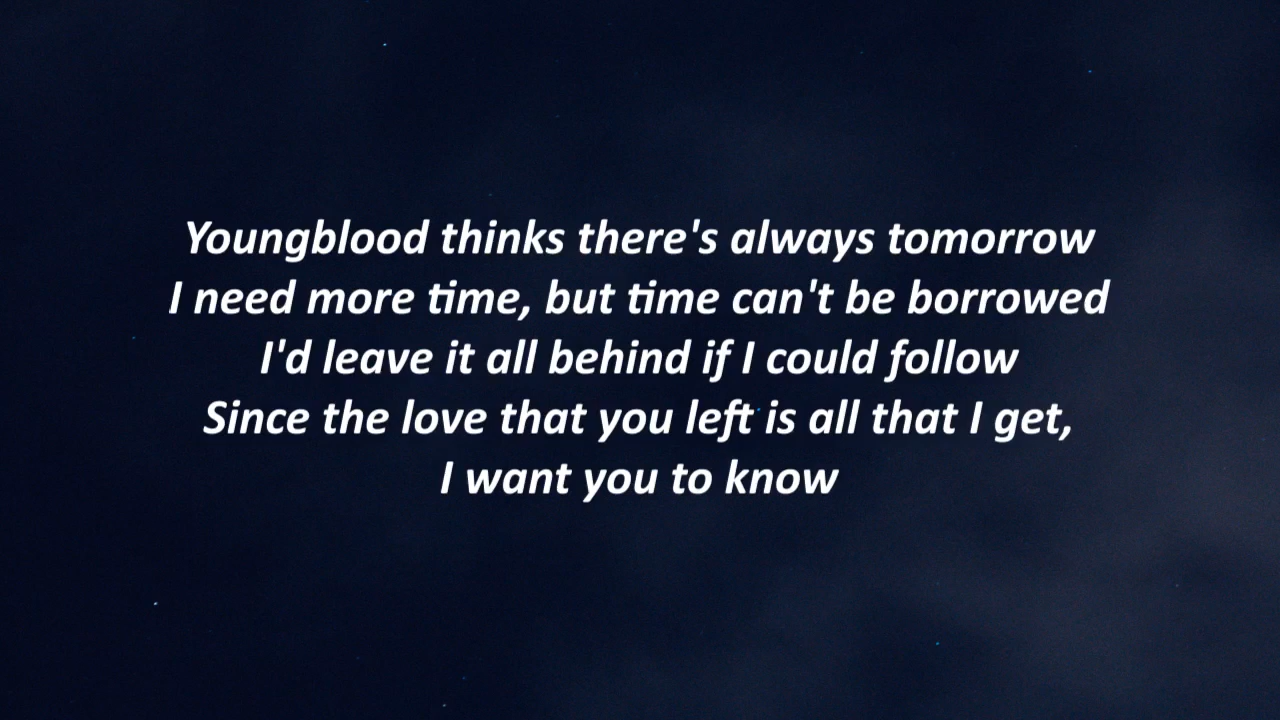 Youngblood thinks there's always tomorrow
I need more time, but time can't be borrowed
I'd leave it all behind if I could follow
Since the love that you left is all that I get,
I want you to know